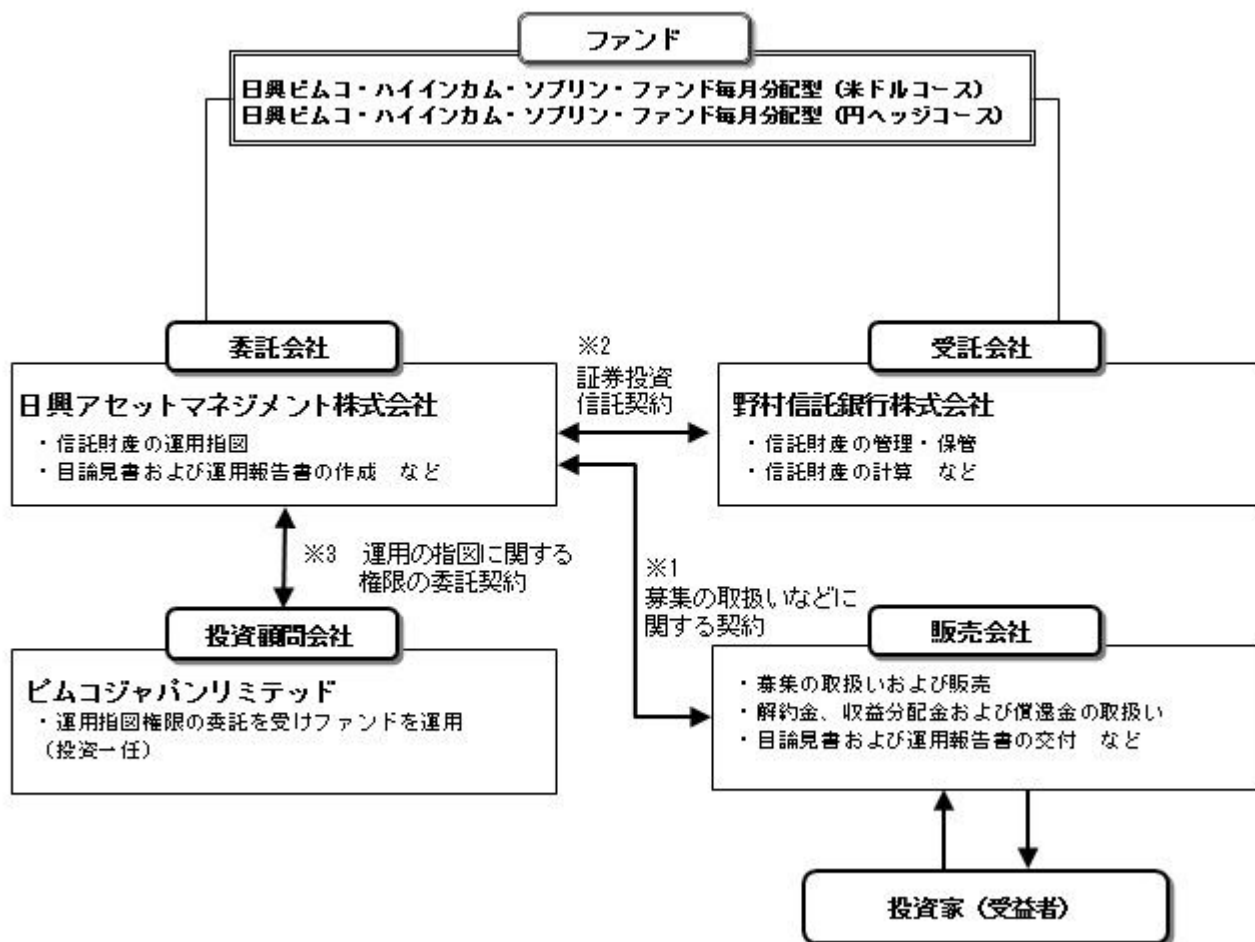 ファンド
日興ピムコ・ハイインカム・ソブリン・ファンド毎月分配型（米ドルコース）
日興ピムコ・ハイインカム・ソブリン・ファンド毎月分配型（円ヘッジコース）
委託会社
日興アセットマネジメント株式会社
・信託財産の運用指図
・目論見書および運用報告書の作成　など
※2
証券投資
信託契約
受託会社
野村信託銀行株式会社
・信託財産の管理・保管
・信託財産の計算　など
※3　運用の指図に関する
権限の委託契約
※1
募集の取扱いなどに
関する契約
投資顧問会社
ピムコジャパンリミテッド
・運用指図権限の委託を受けファンドを運用
（投資一任）
販売会社
・募集の取扱いおよび販売
・解約金、収益分配金および償還金の取扱い
・目論見書および運用報告書の交付　など
投資家（受益者）